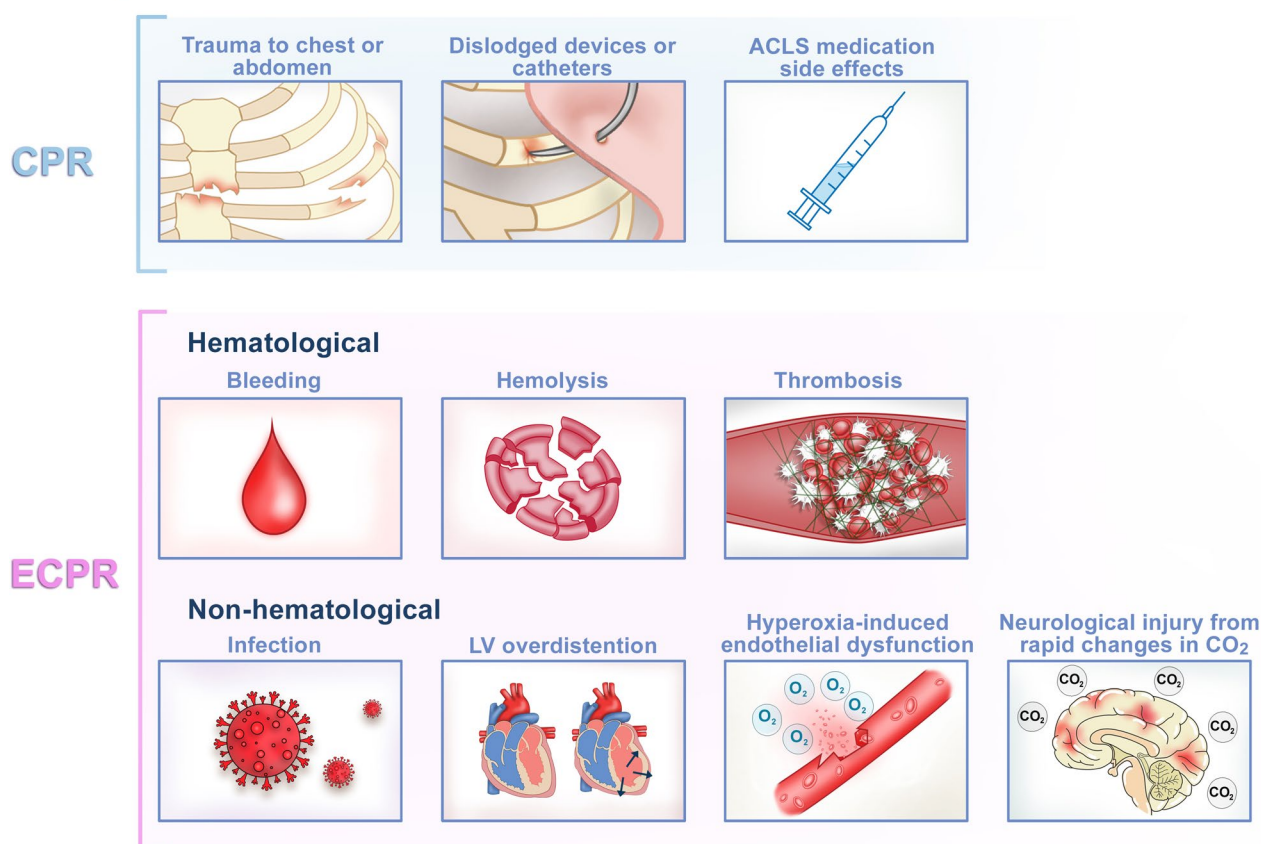 CPR
Trauma to chest or
abdomen
Dislodged devices or
catheters
ACLS medication
side effects
ECPR
Hematological
Bleeding
Hemolysis
Thrombosis
Non-hematological
Infection
LV overdistention
Hyperoxia-induced
endothelial dysfunction
O₂
O₂
O₂
O₂
O₂
Neurological injury from
rapid changes in CO₂
CO₂
CO₂
CO₂
CO₂
CO₂